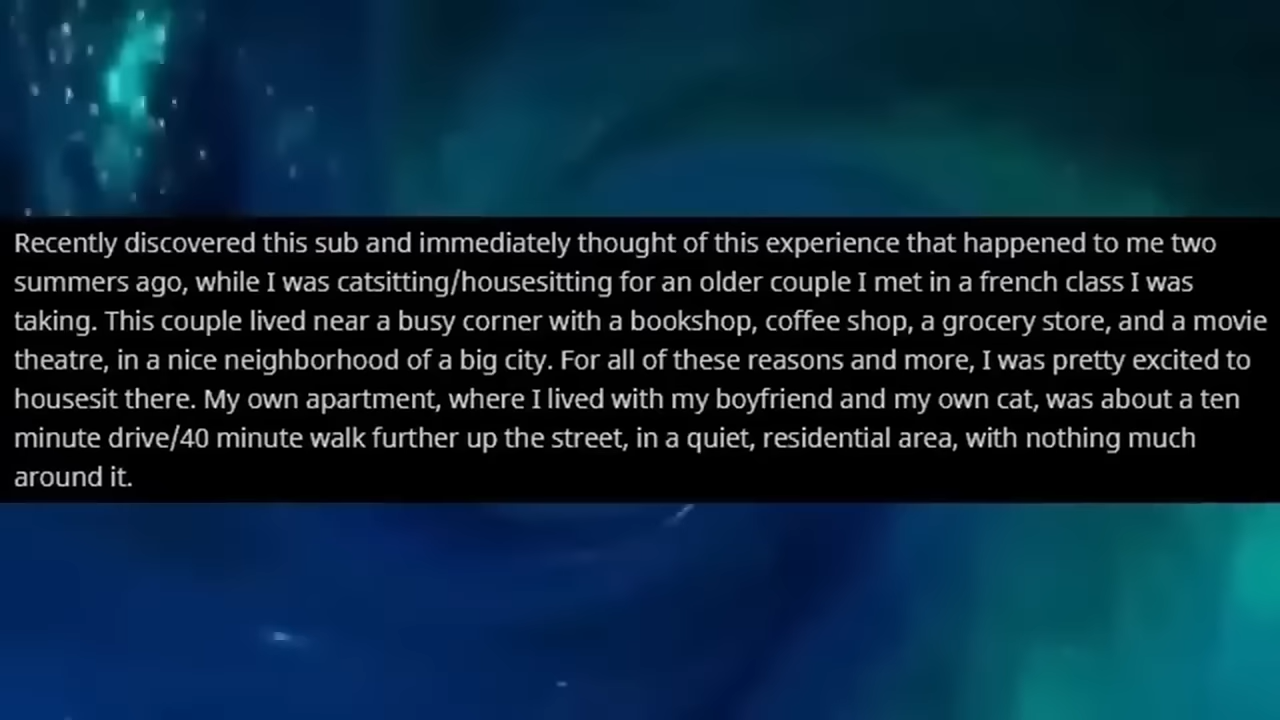 Recently discovered this sub and immediately thought of this experience that happened to me two
summers ago, while I was catsitting/housesitting for an older couple I met in a french class I was
taking. This couple lived near a busy corner with a bookshop, coffee shop, a grocery store, and a movie
theatre, in a nice neighborhood of a big city. For all of these reasons and more, I was pretty excited to
housesit there. My own apartment, where I lived with my boyfriend and my own cat, was about a ten
minute drive/40 minute walk further up the street, in a quiet, residential area, with nothing much
around it.